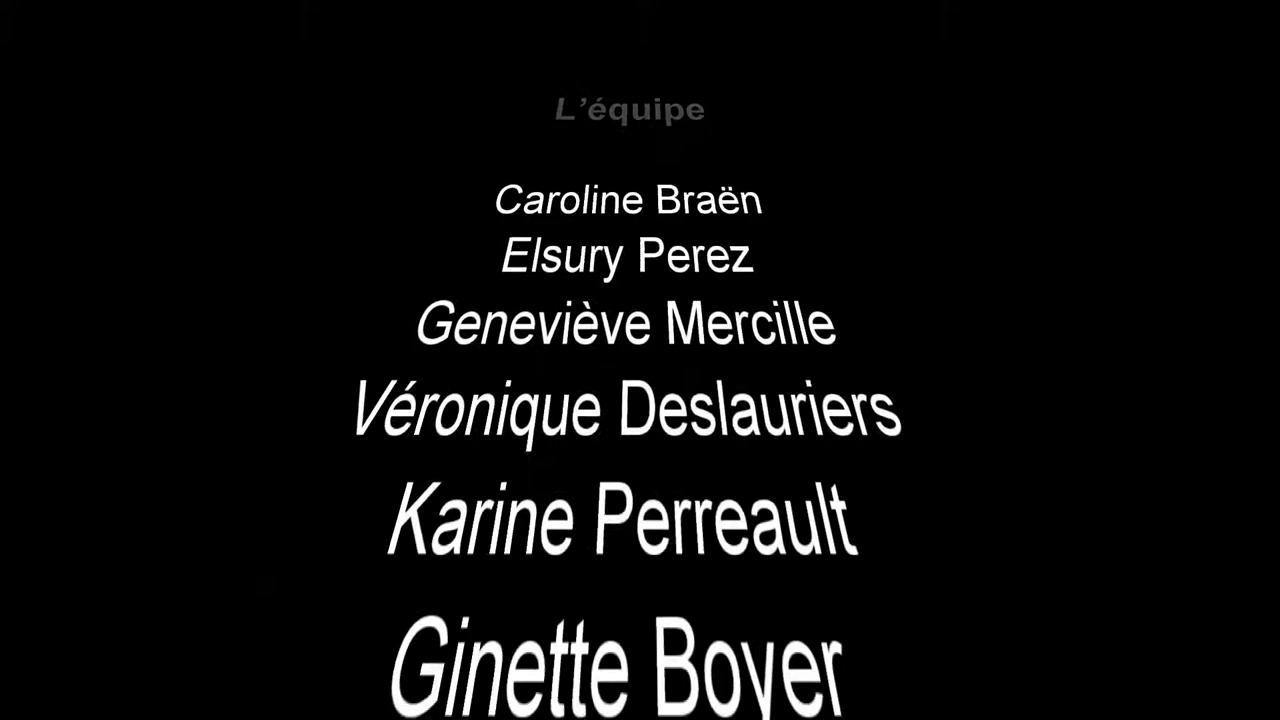 L’équipe
Caroline Braën
Elsury Perez
Geneviève Mercille
Véronique Deslauriers
Karine Perreault
Ginette Boyer